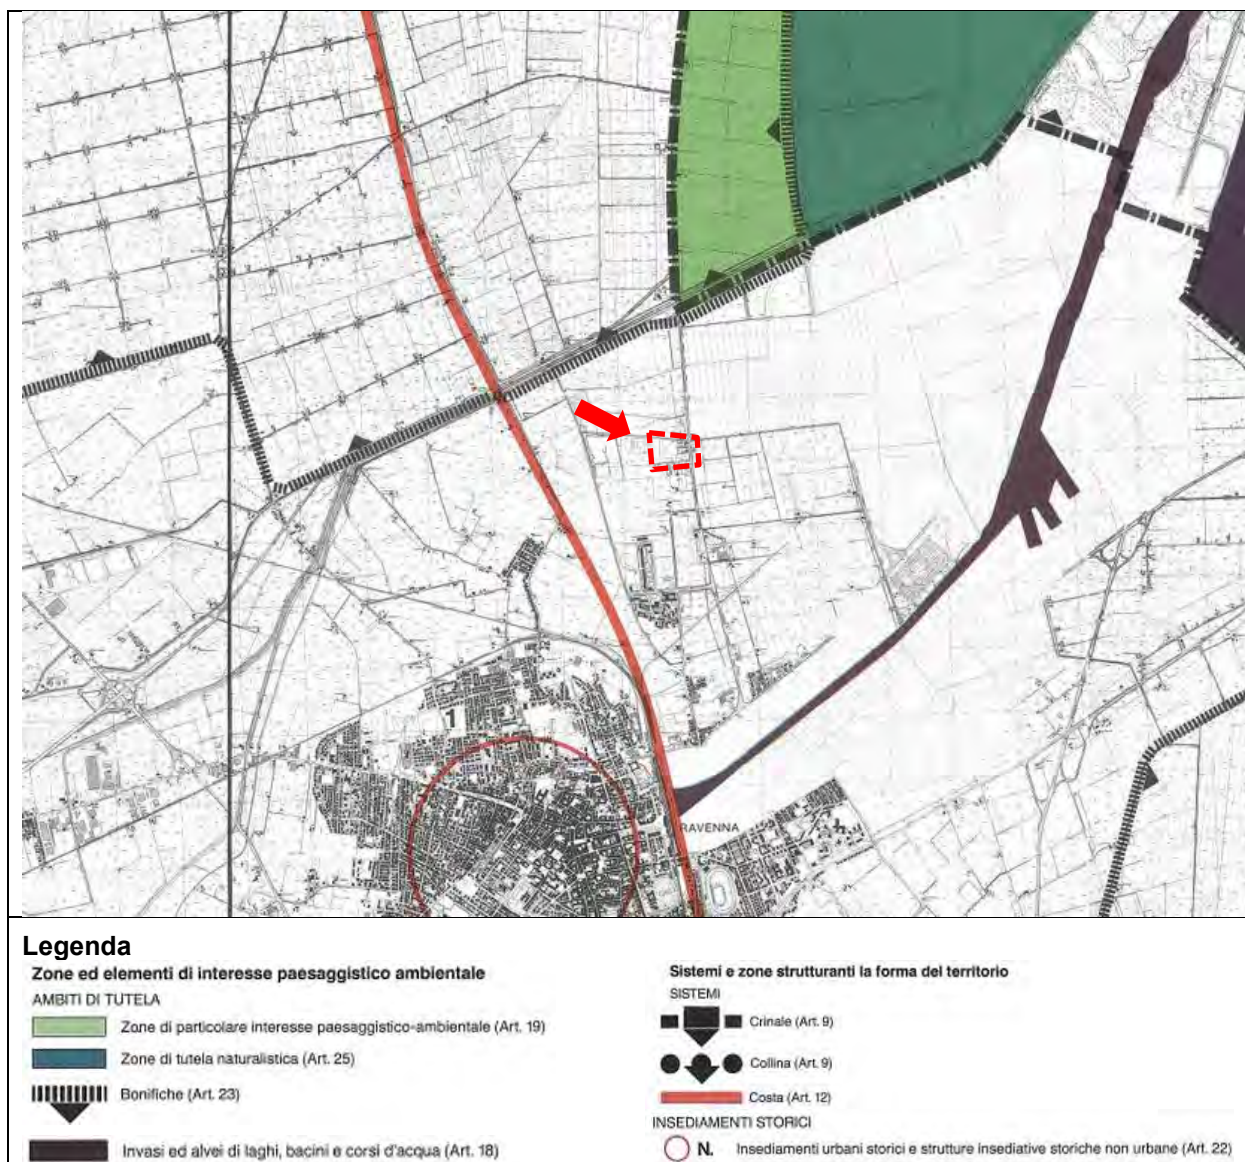 1
RAVENNA
Legenda
Zone ed elementi di interesse paesaggistico ambientale
AMBITI DI TUTELA
Zone di particolare interesse paesaggistico-ambientale (Art. 19)
Zone di tutela naturalistica (Art. 25)
Bonifiche (Art. 23)
Invasi ed alvei di laghi, bacini e corsi d'acqua (Art. 18)
Sistemi e zone strutturanti la forma del territorio
SISTEMI
Crinale (Art. 9)
Collina (Art. 9)
Costa (Art. 12)
INSEDIAMENTI STORICI
N. Insediamenti urbani storici e strutture insediative storiche non urbane (Art. 22)